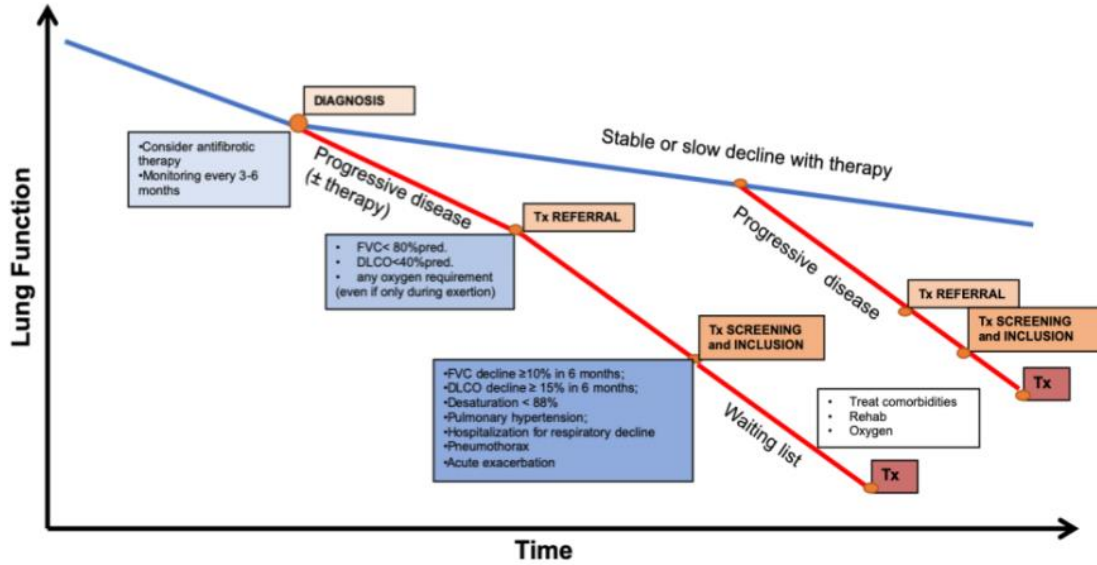 DIAGNOSIS
•Consider antifibrotic
therapy
•Monitoring every 3-6
months
Progressive disease
(± therapy)
Stable or slow decline with therapy
Tx REFERRAL
• FVC< 80%pred.
• DLCO<40%pred.
• any oxygen requirement
(even if only during exertion)
Progressive disease
Tx REFERRAL
Tx SCREENING
and INCLUSION
Tx SCREENING
and INCLUSION
•FVC decline ≥10% in 6 months;
•DLCO decline ≥ 15% in 6 months;
•Desaturation < 88%
•Pulmonary hypertension;
•Hospitalization for respiratory decline
•Pneumothorax
•Acute exacerbation
Waiting list
• Treat comorbidities
• Rehab
• Oxygen
Tx
Tx
Lung Function
Time